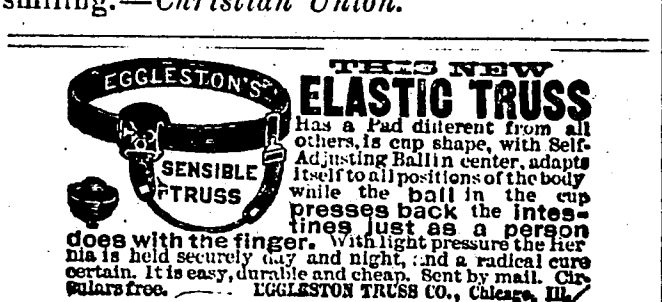 smiling.—Christian Union.
EGGLESTON'S
SENSIBLE
TRUSS
THIS NEW
ELASTIC TRUSS
Has a Pad different from all
others, is cup shape, with Self-
Adjusting Ball in center, adapts
itself to all positions of the body
while the ball in the cup
presses back the intes-
tines just as a person
does with the finger. With light pressure the Her
nia is held securely day and night, and a radical cure
certain. It is easy, durable and cheap. Sent by mail. Cir-
culars free. EGGLESTON TRUSS CO., Chicago, Ill.